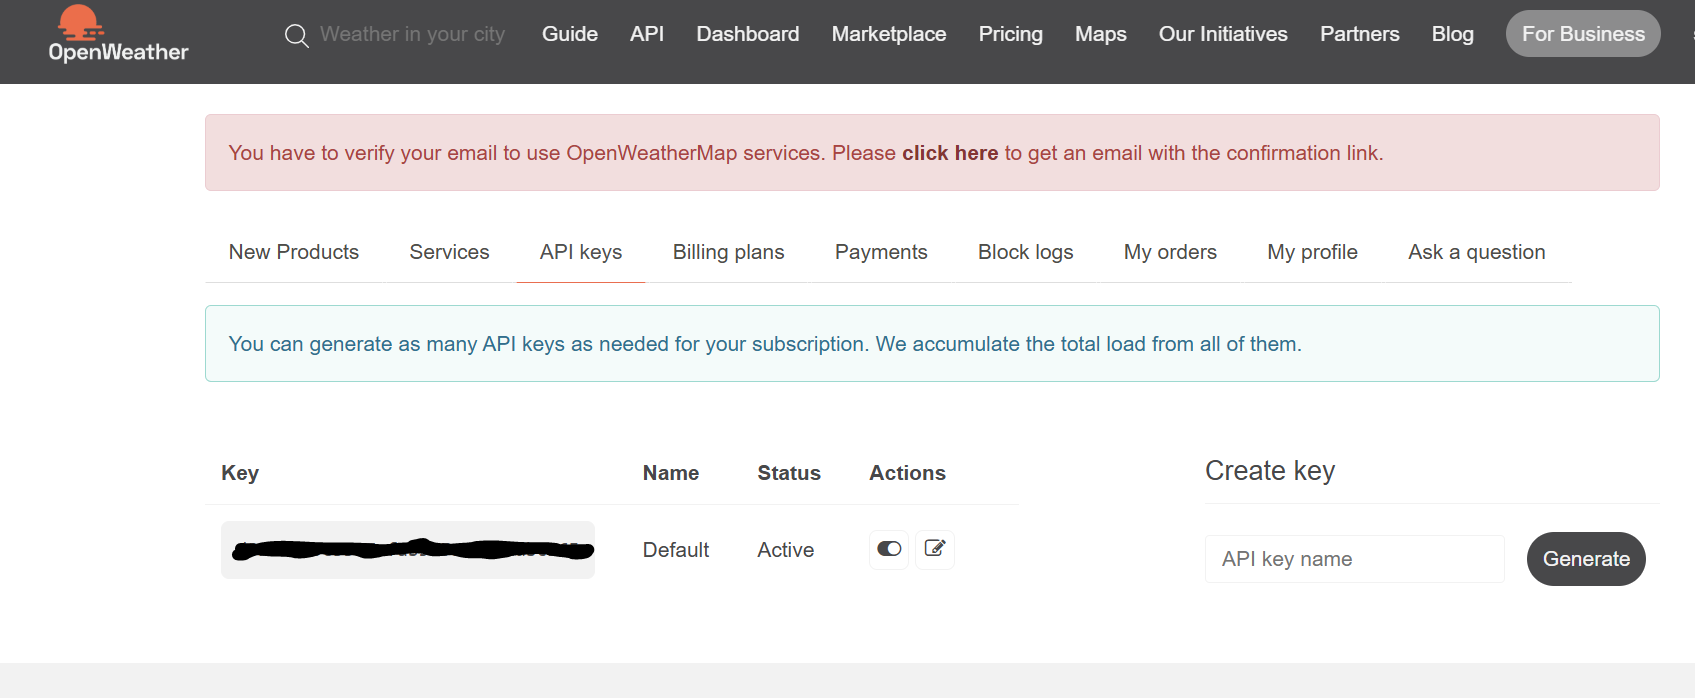 OpenWeather
Weather in your city
Guide
API
Dashboard
Marketplace
Pricing
Maps
Our Initiatives
Partners
Blog
For Business
You have to verify your email to use OpenWeatherMap services. Please click here to get an email with the confirmation link.
New Products
Services
API keys
Billing plans
Payments
Block logs
My orders
My profile
Ask a question
You can generate as many API keys as needed for your subscription. We accumulate the total load from all of them.
Key
Name
Status
Actions
Default
Active
Create key
API key name
Generate